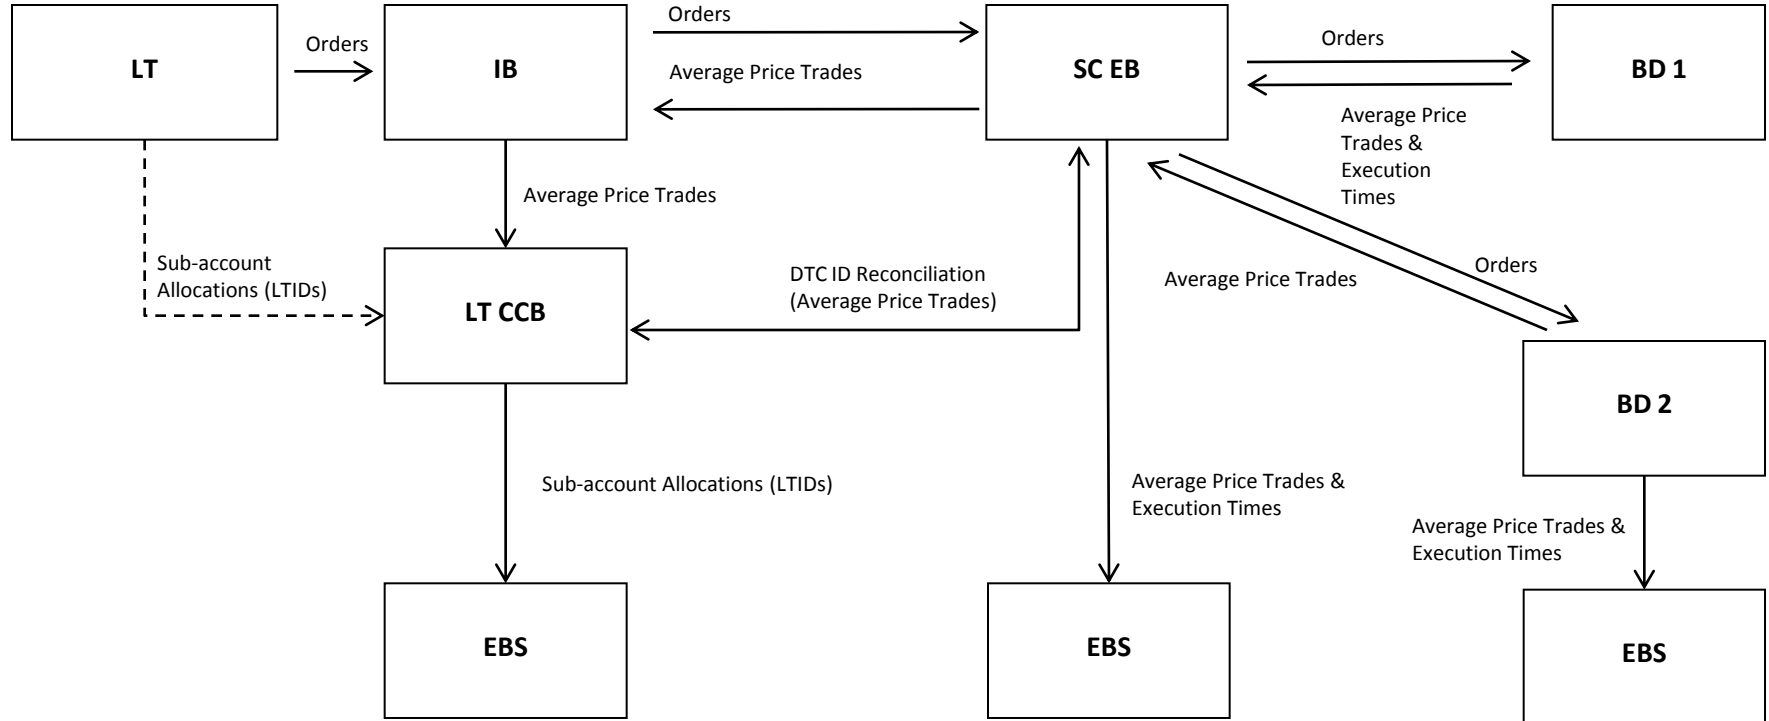 LT
Orders
IB
Orders
Average Price Trades
SC EB
Orders
Average Price
Trades &
Execution
Times
BD 1
Average Price Trades
Sub-account
Allocations (LTIDs)
LT CCB
DTC ID Reconciliation
(Average Price Trades)
Average Price Trades
Orders
BD 2
Sub-account Allocations (LTIDs)
Average Price Trades &
Execution Times
Average Price Trades &
Execution Times
EBS
EBS
EBS